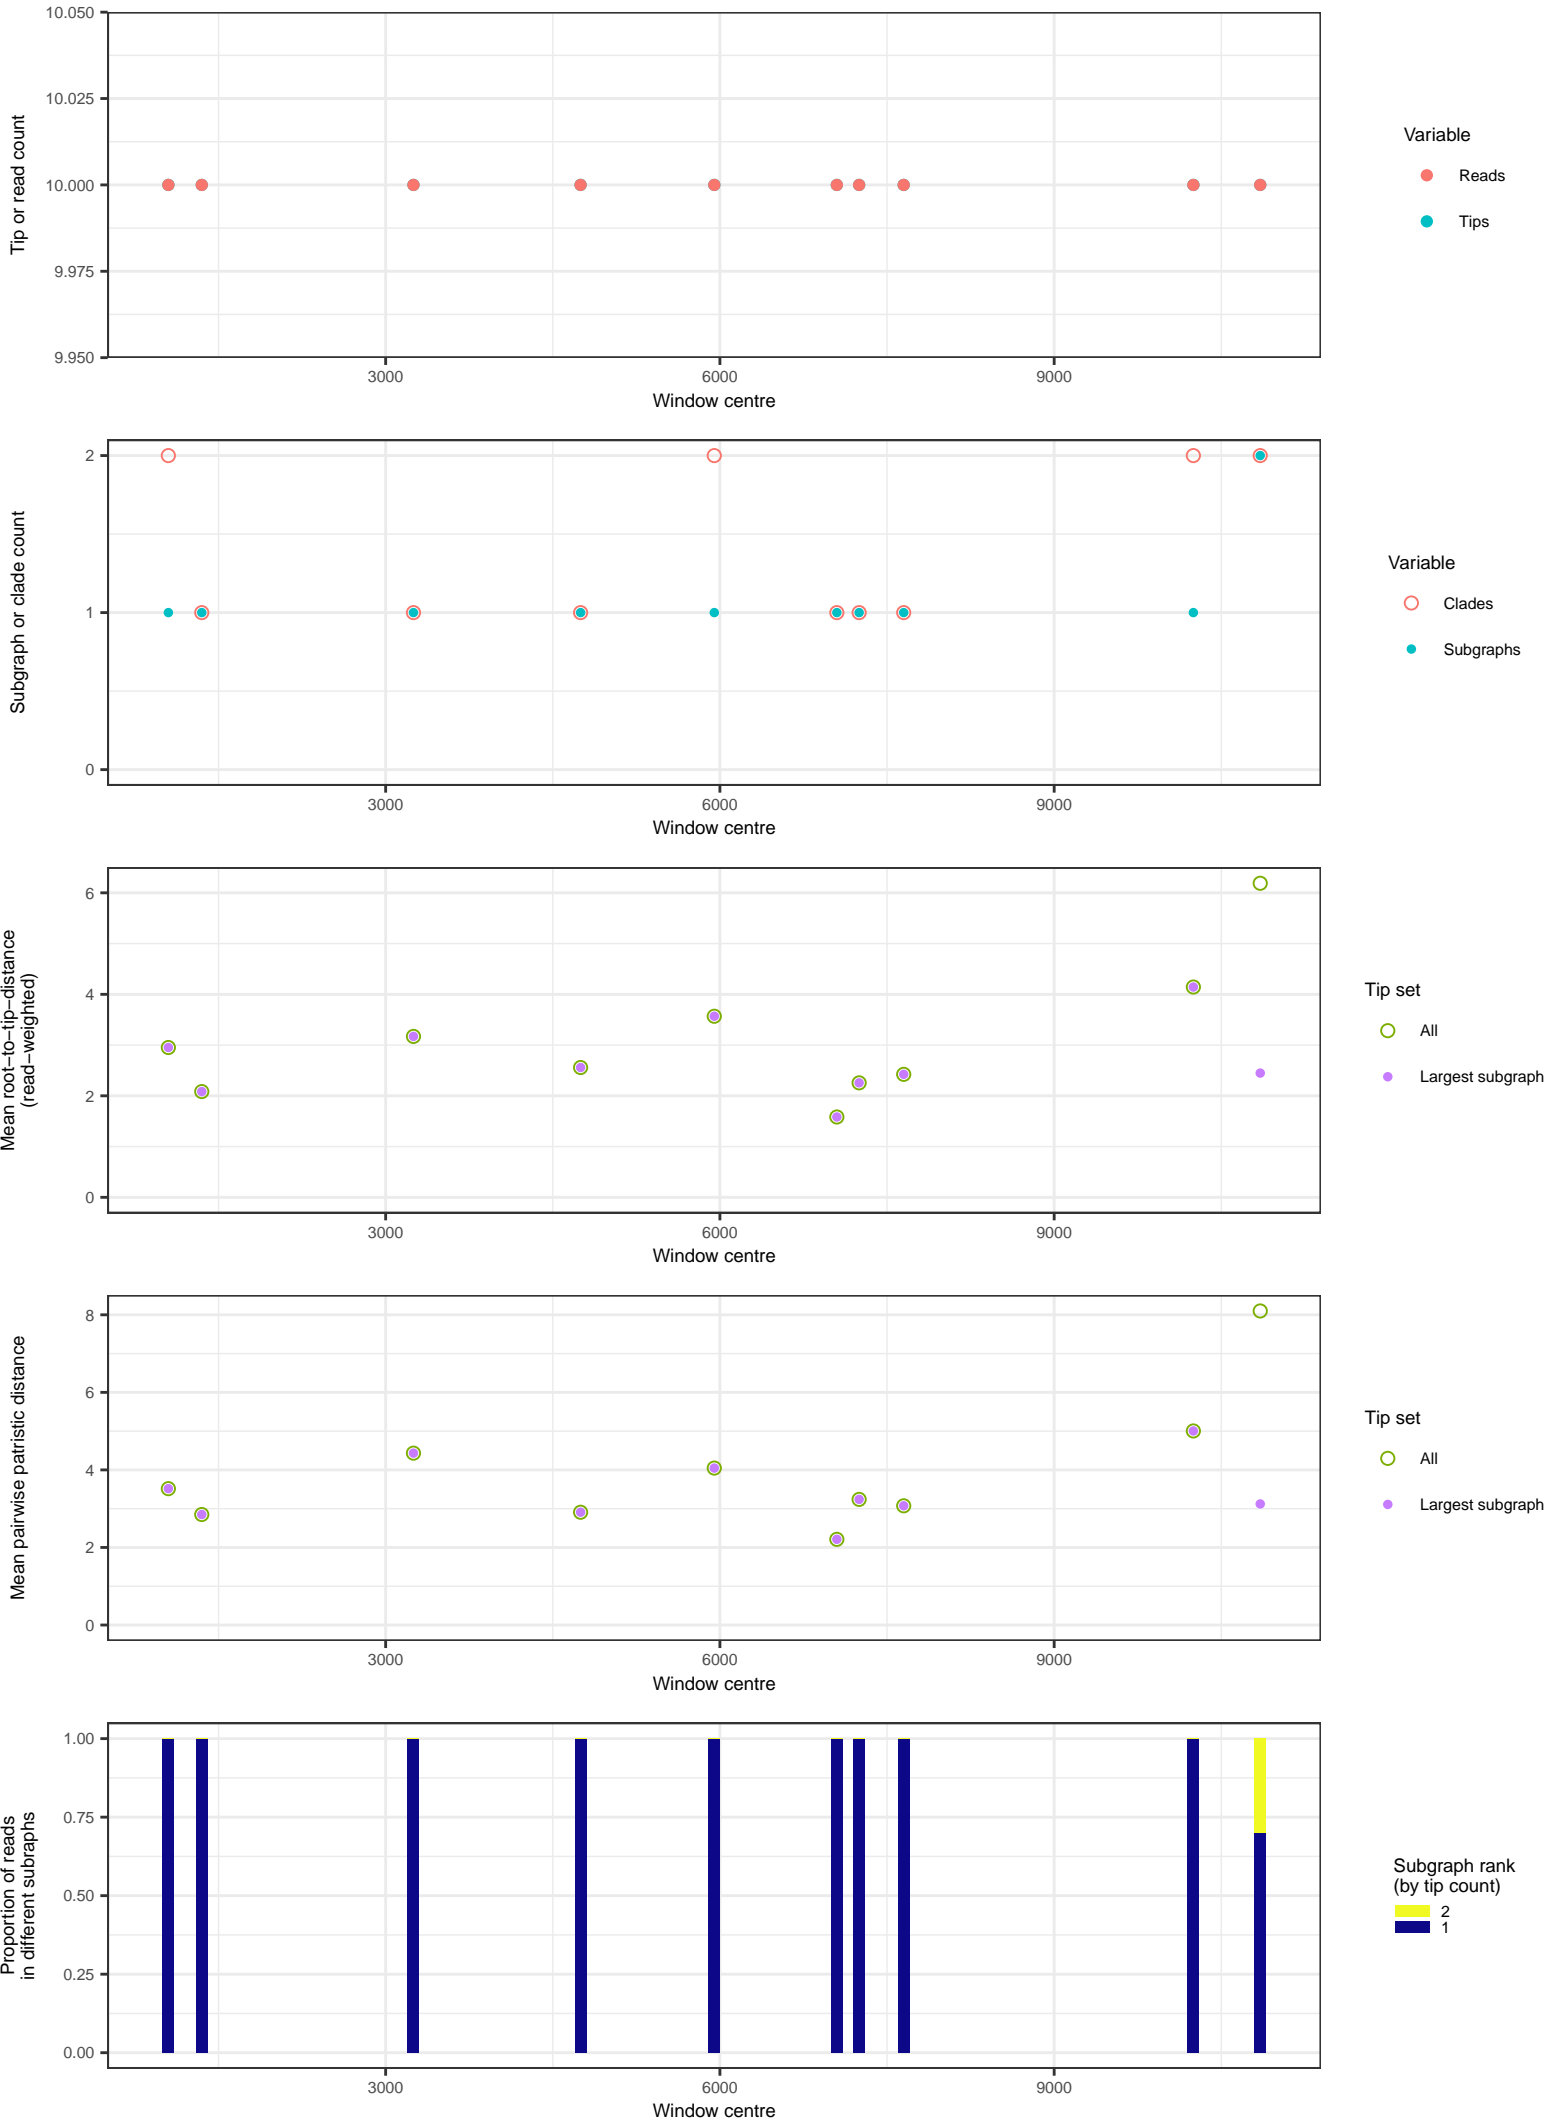 10.050
10.025
10.000
9.975
9.950
Tip or read count
3000
6000
9000
Window centre
Variable
Reads
Tips
2
1
0
Subgraph or clade count
3000
6000
9000
Window centre
Variable
Clades
Subgraphs
6
4
2
0
Mean root−to−tip−distance
(read−weighted)
3000
6000
9000
Window centre
Tip set
All
Largest subgraph
8
6
4
2
0
Mean pairwise patristic distance
3000
6000
9000
Window centre
Tip set
All
Largest subgraph
1.00
0.75
0.50
0.25
0.00
Proportion of reads
in different subraphs
3000
6000
9000
Window centre
Subgraph rank
(by tip count)
2
1